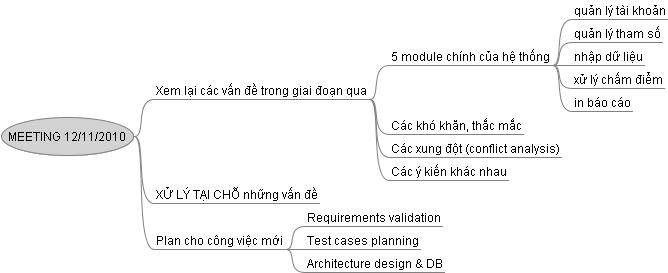 MEETING 12/11/2010
Xem lại các vấn đề trong giai đoạn qua
5 module chính của hệ thống
quản lý tài khoản
quản lý tham số
nhập dữ liệu
xử lý chấm điểm
in báo cáo
Các khó khăn, thắc mắc
Các xung đột (conflict analysis)
Các ý kiến khác nhau
XỬ LÝ TẠI CHỖ những vấn đề
Plan cho công việc mới
Requirements validation
Test cases planning
Architecture design & DB